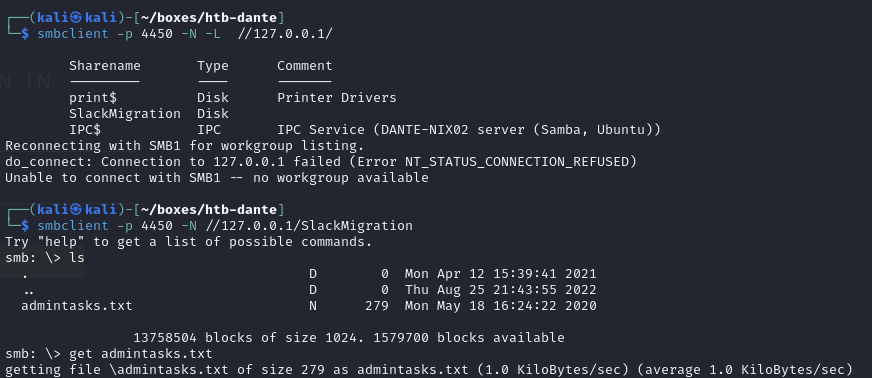 ┌──(kali㉿kali)-[~/boxes/htb-dante]
└─$ smbclient -p 4450 -N -L  //127.0.0.1/

        Sharename       Type      Comment
        ---------       ----      -------
        print$          Disk      Printer Drivers
        SlackMigration  Disk
        IPC$            IPC       IPC Service (DANTE-NIX02 server (Samba, Ubuntu))
Reconnecting with SMB1 for workgroup listing.
do_connect: Connection to 127.0.0.1 failed (Error NT_STATUS_CONNECTION_REFUSED)
Unable to connect with SMB1 -- no workgroup available

┌──(kali㉿kali)-[~/boxes/htb-dante]
└─$ smbclient -p 4450 -N //127.0.0.1/SlackMigration
Try "help" to get a list of possible commands.
smb: \> ls
  .                                   D        0  Mon Apr 12 15:39:41 2021
  ..                                  D        0  Thu Aug 25 21:43:55 2022
  admintasks.txt                      N      279  Mon May 18 16:24:22 2020

                13758504 blocks of size 1024. 1579700 blocks available
smb: \> get admintasks.txt
getting file \admintasks.txt of size 279 as admintasks.txt (1.0 KiloBytes/sec) (average 1.0 KiloBytes/sec)